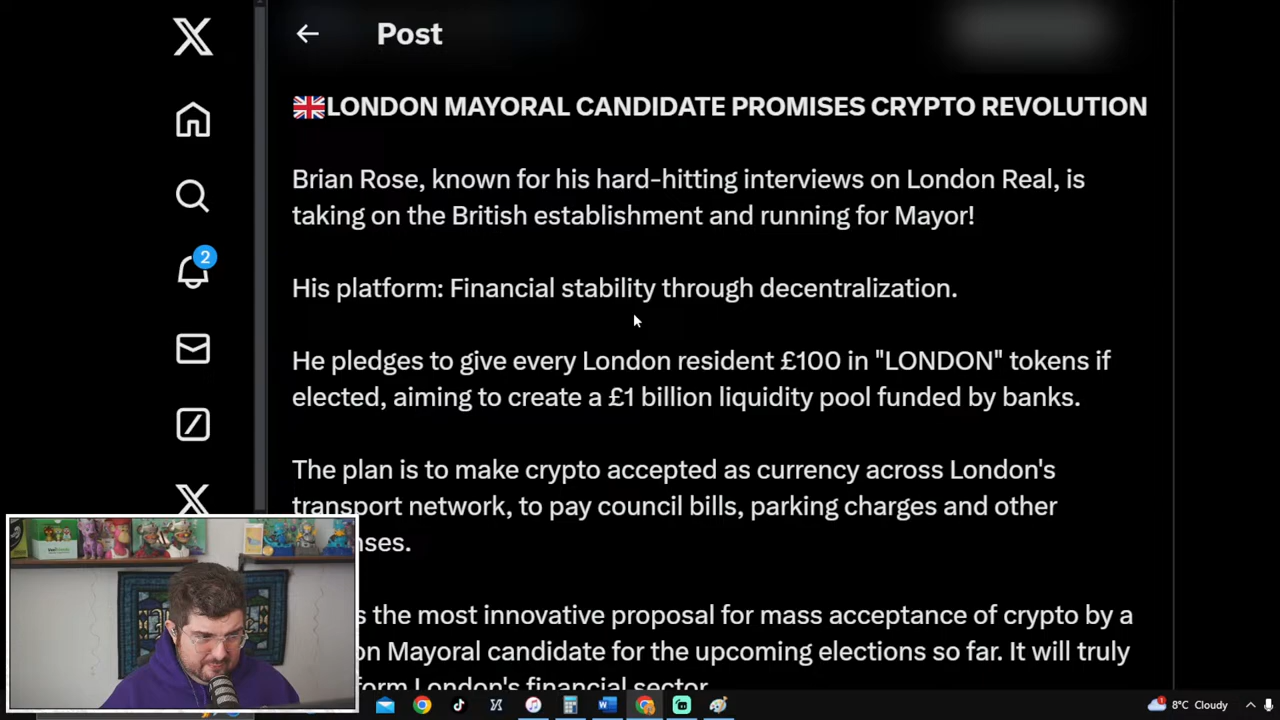 Post
🇬🇧LONDON MAYORAL CANDIDATE PROMISES CRYPTO REVOLUTION
Brian Rose, known for his hard-hitting interviews on London Real, is
taking on the British establishment and running for Mayor!
His platform: Financial stability through decentralization.
He pledges to give every London resident £100 in "LONDON" tokens if
elected, aiming to create a £1 billion liquidity pool funded by banks.
The plan is to make crypto accepted as currency across London's
transport network, to pay council bills, parking charges and other
nses.
s the most innovative proposal for mass acceptance of crypto by a
on Mayoral candidate for the upcoming elections so far. It will truly
form London's financial sector
2
8°C Cloudy